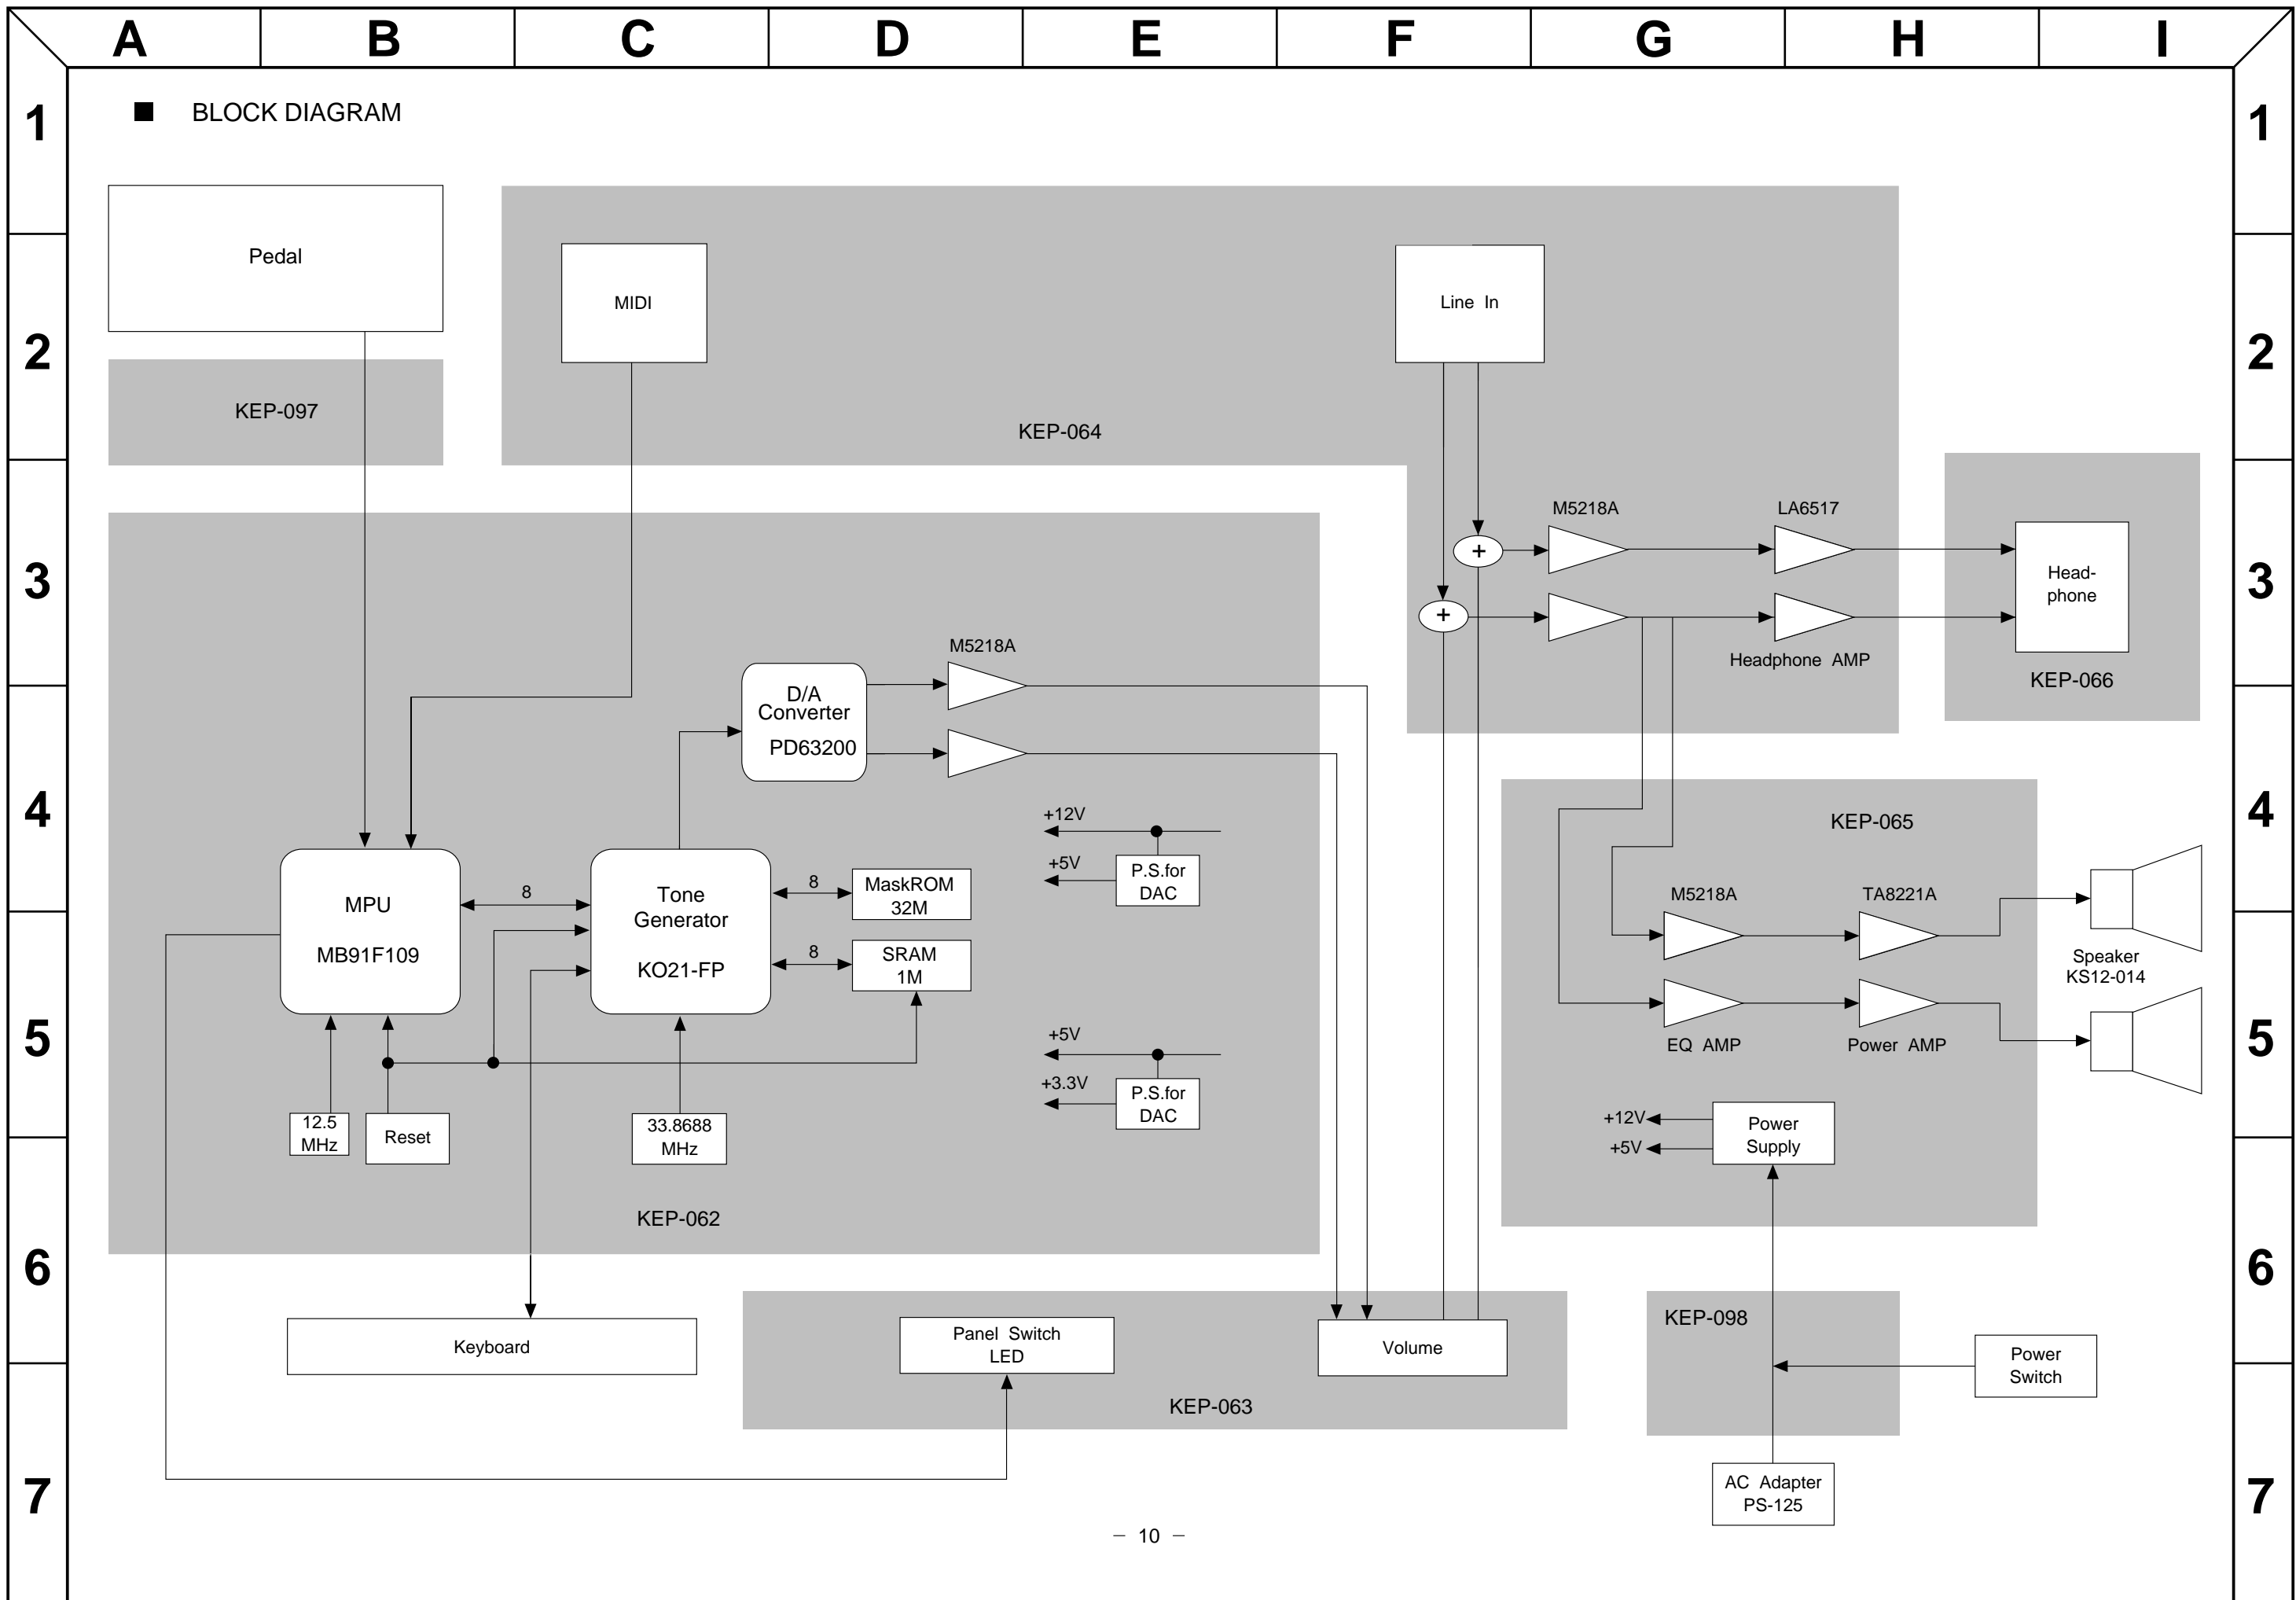 A B C D E F G H I
1 1
■ BLOCK DIAGRAM
2 2
Pedal
MIDI
Line In
KEP-097
KEP-064
3 3
M5218A
LA6517
+
+
Head-
phone
Headphone AMP
KEP-066
M5218A
D/A
Converter
PD63200
4 4
+12V
+5V
P.S.for
DAC
KEP-065
MPU
MB91F109
8
Tone
Generator
KO21-FP
8
MaskROM
32M
8
SRAM
1M
M5218A
TA8221A
Speaker
KS12-014
5 5
EQ AMP
Power AMP
+5V
+3.3V
P.S.for
DAC
12.5
MHz
Reset
33.8688
MHz
+12V
+5V
Power
Supply
KEP-062
6 6
Keyboard
Panel Switch
LED
Volume
KEP-063
KEP-098
Power
Switch
7 7
AC Adapter
PS-125
– 10 –